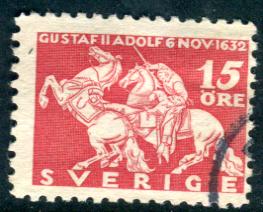 GUSTAF II ADOLF 6 NOV 1632
15
ÖRE
SVERIGE